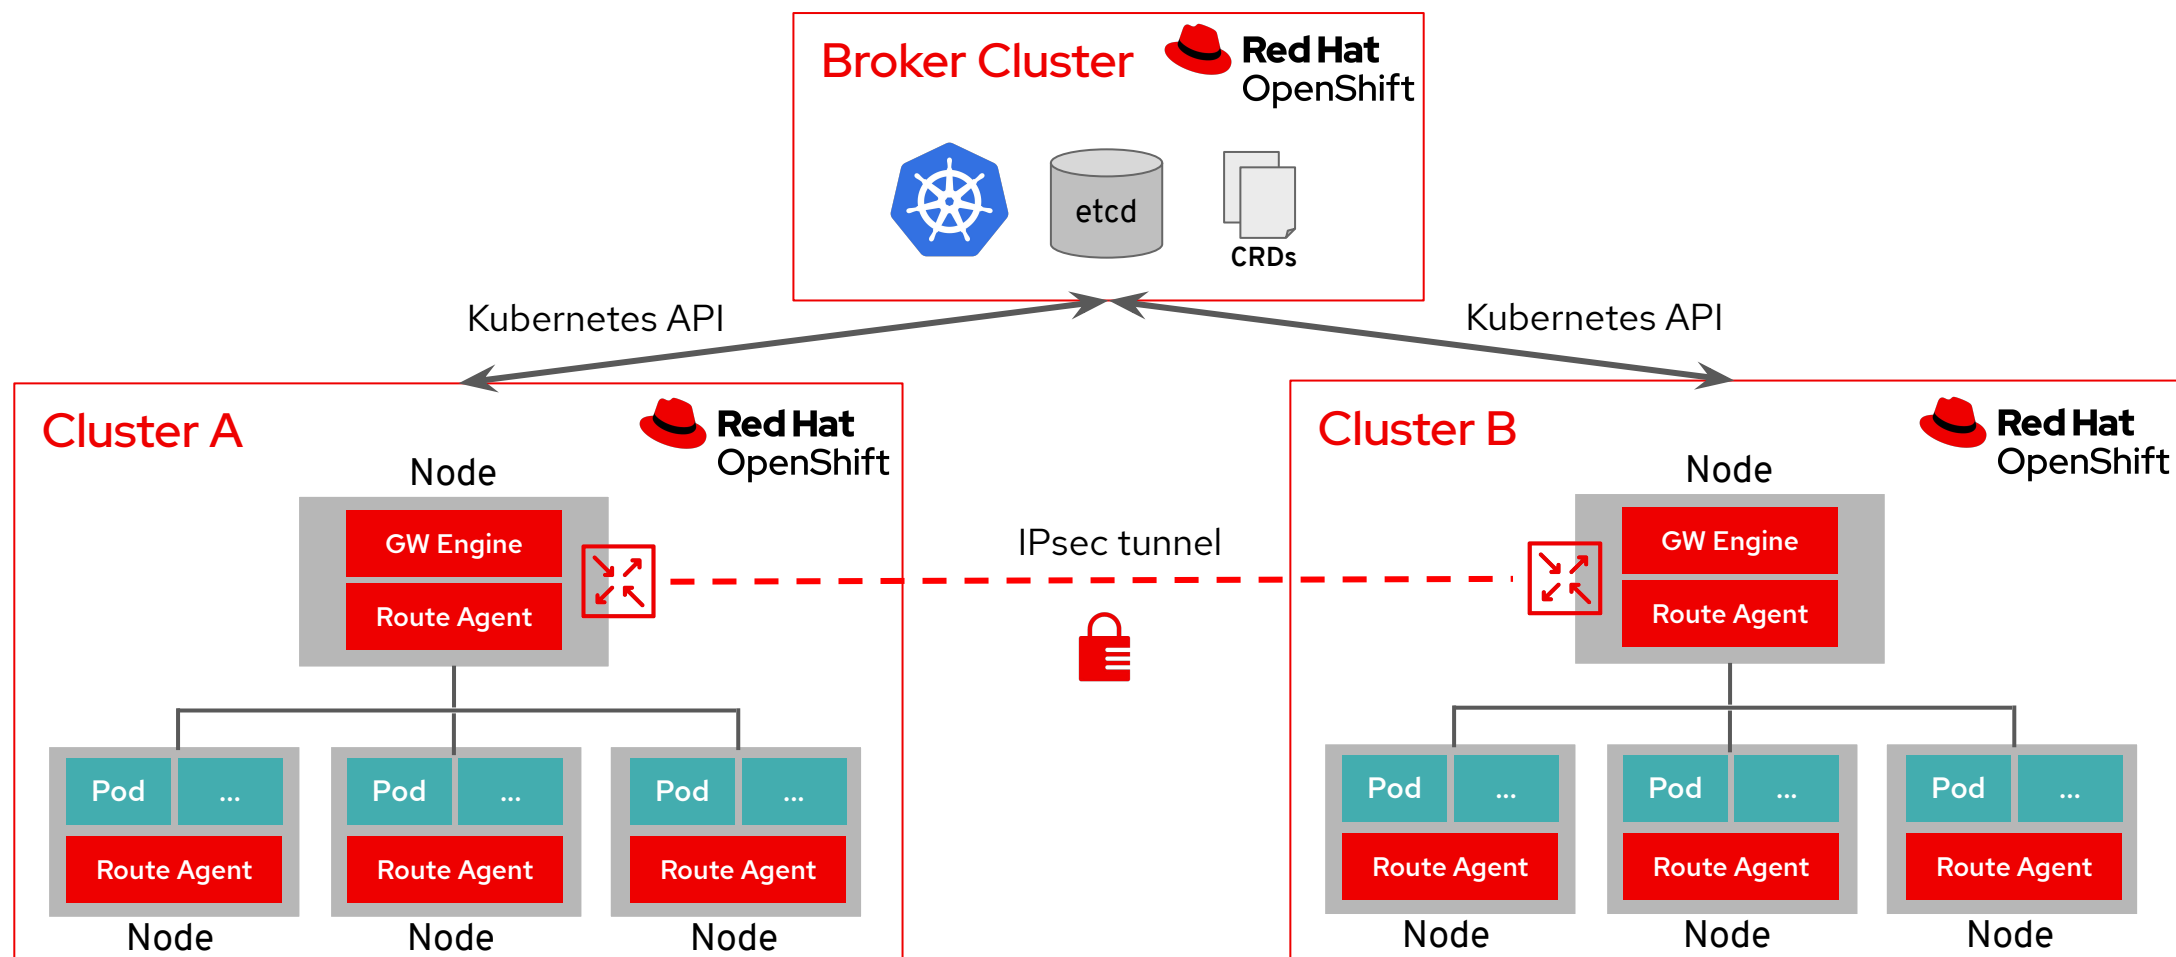 Broker Cluster
Red Hat
OpenShift
etcd
CRDs
Kubernetes API
Kubernetes API
Cluster A
Red Hat
OpenShift
Node
GW Engine
Route Agent
IPsec tunnel
Cluster B
Red Hat
OpenShift
Node
GW Engine
Route Agent
Pod ... Pod ... Pod ...
Route Agent Route Agent Route Agent
Node Node Node
Pod ... Pod ... Pod ...
Route Agent Route Agent Route Agent
Node Node Node